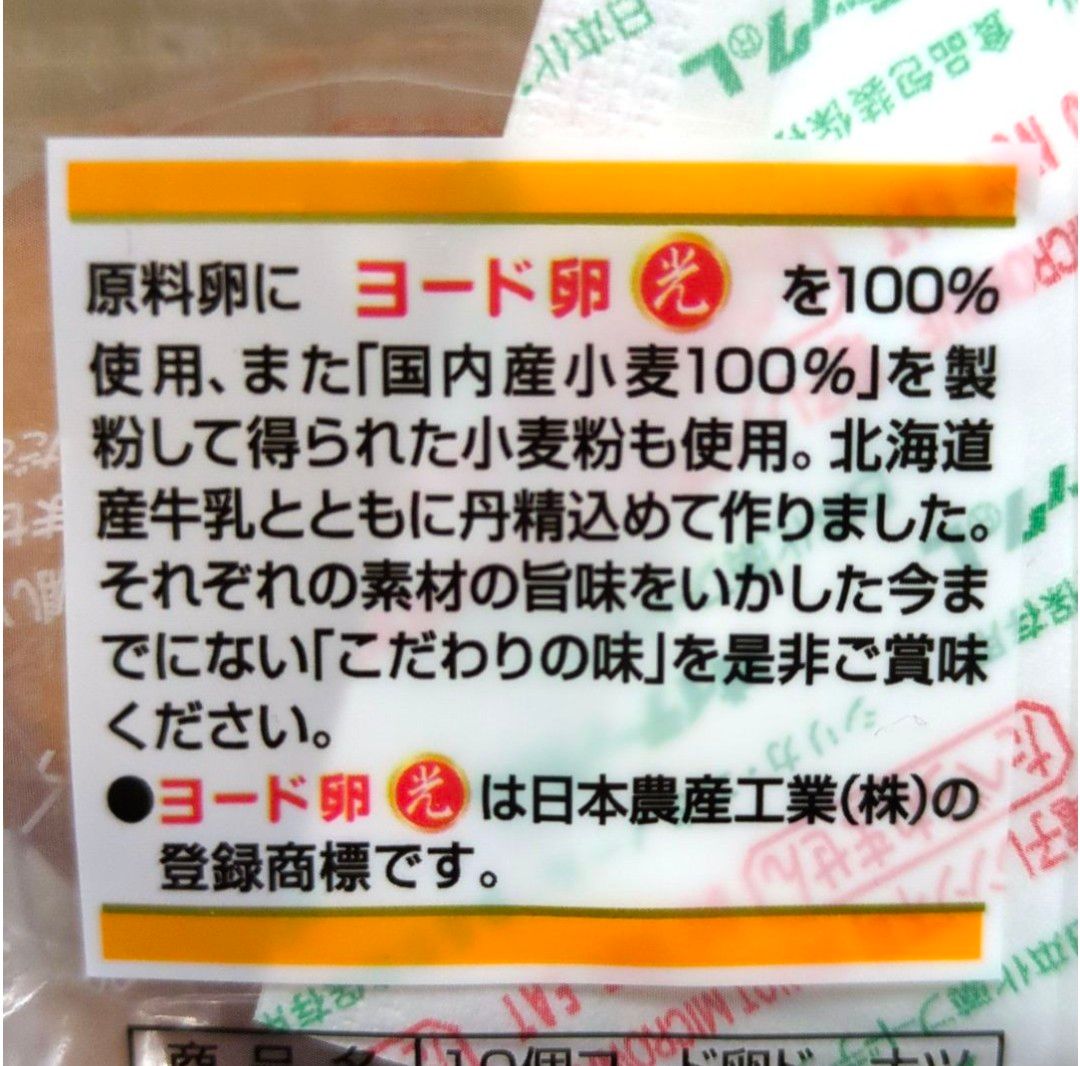 原料卵に ヨード卵 光 を100%
使用、また「国内産小麦100%」を製
粉して得られた小麦粉も使用。北海道
産牛乳とともに丹精込めて作りました。
それぞれの素材の旨味をいかした今ま
でにない「こだわりの味」を是非ご賞味
ください。
●ヨード卵 光 は日本農産工業(株)の
登録商標です。